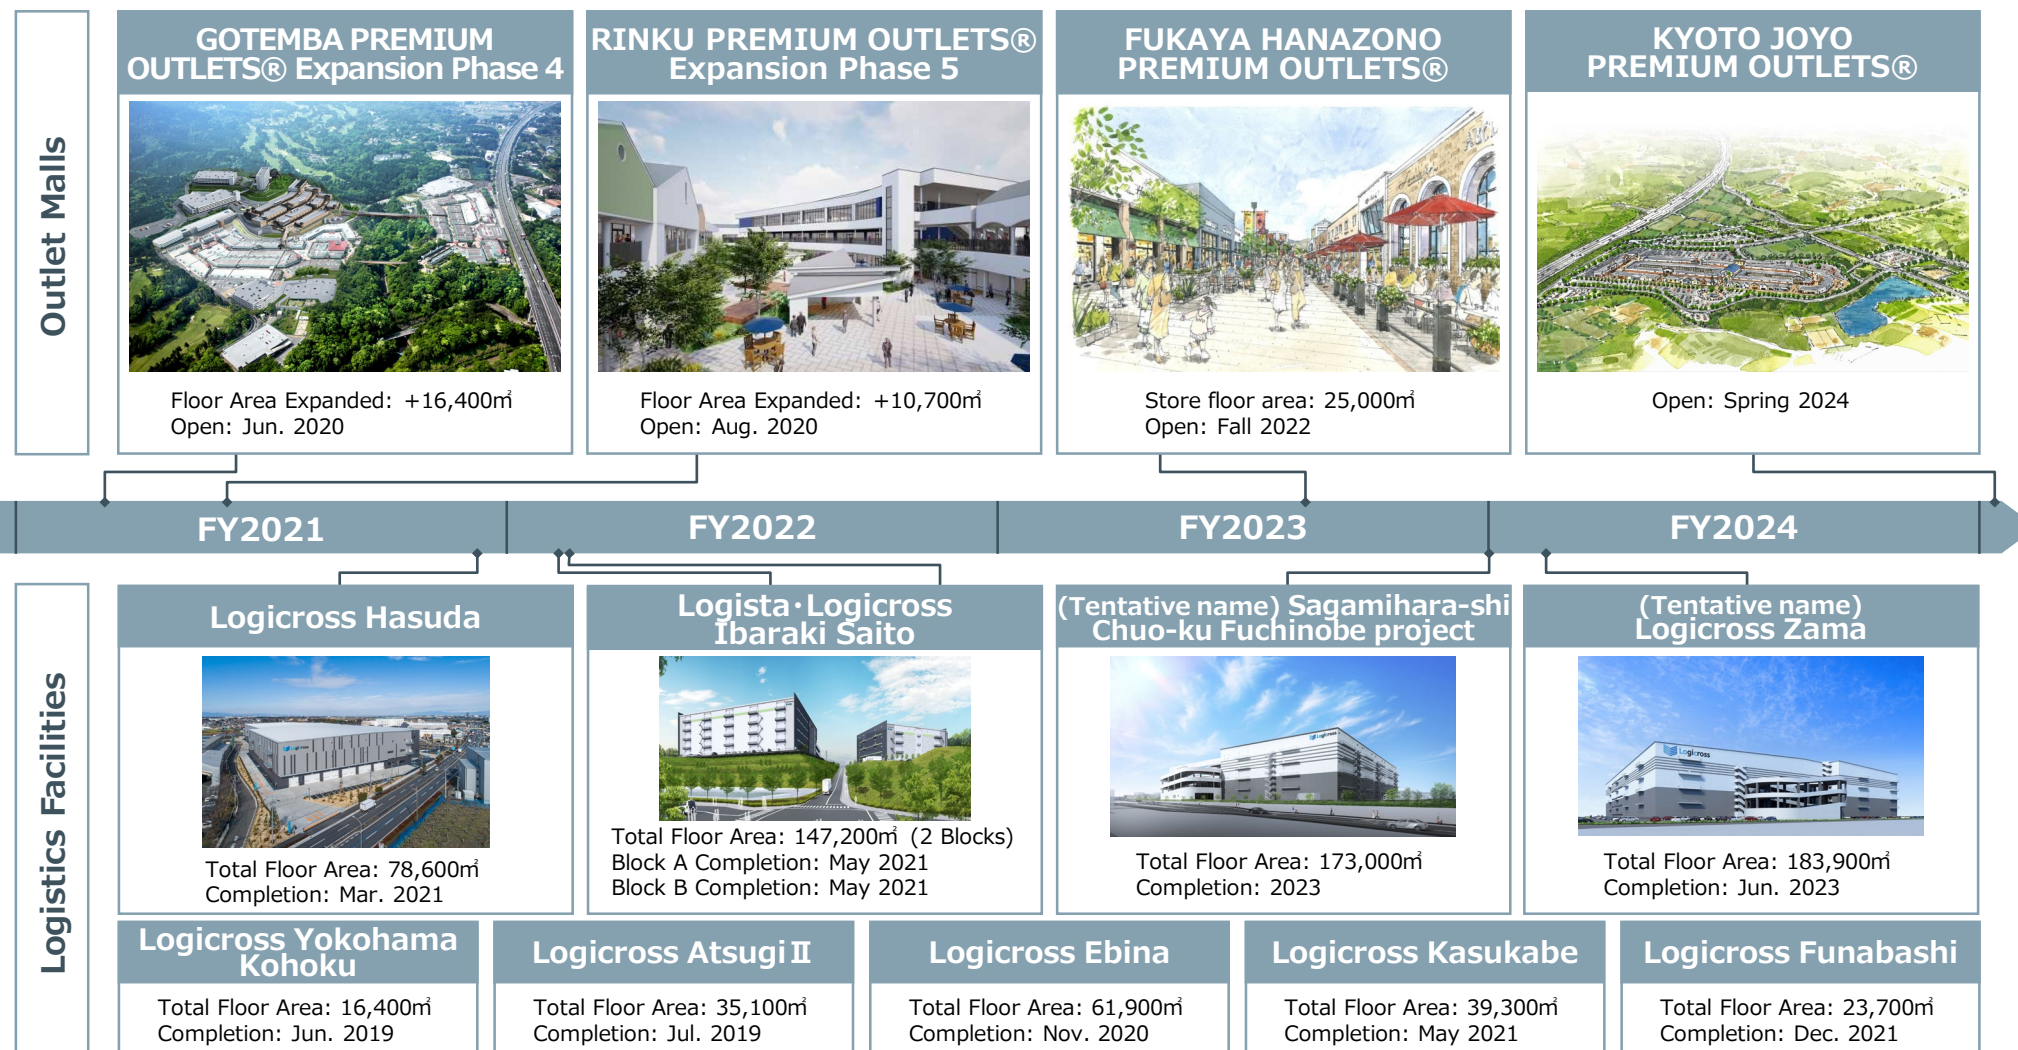 Outlet Malls
GOTEMBA PREMIUM
OUTLETS® Expansion Phase 4
Floor Area Expanded: +16,400㎡
Open: Jun. 2020
RINKU PREMIUM OUTLETS®
Expansion Phase 5
Floor Area Expanded: +10,700㎡
Open: Aug. 2020
FUKAYA HANAZONO
PREMIUM OUTLETS®
Store floor area: 25,000㎡
Open: Fall 2022
KYOTO JOYO
PREMIUM OUTLETS®
Open: Spring 2024
FY2021
FY2022
FY2023
FY2024
Logistics Facilities
Logicross Hasuda
Logicross
Total Floor Area: 78,600㎡
Completion: Mar. 2021
Logista・Logicross
Ibaraki Saito
Total Floor Area: 147,200㎡ (2 Blocks)
Block A Completion: May 2021
Block B Completion: May 2021
(Tentative name) Sagamihara-shi
Chuo-ku Fuchinobe project
Logicross
Total Floor Area: 173,000㎡
Completion: 2023
(Tentative name)
Logicross Zama
Logicross
Total Floor Area: 183,900㎡
Completion: Jun. 2023
Logicross Yokohama
Kohoku
Total Floor Area: 16,400㎡
Completion: Jun. 2019
Logicross AtsugiⅡ
Total Floor Area: 35,100㎡
Completion: Jul. 2019
Logicross Ebina
Total Floor Area: 61,900㎡
Completion: Nov. 2020
Logicross Kasukabe
Total Floor Area: 39,300㎡
Completion: May 2021
Logicross Funabashi
Total Floor Area: 23,700㎡
Completion: Dec. 2021